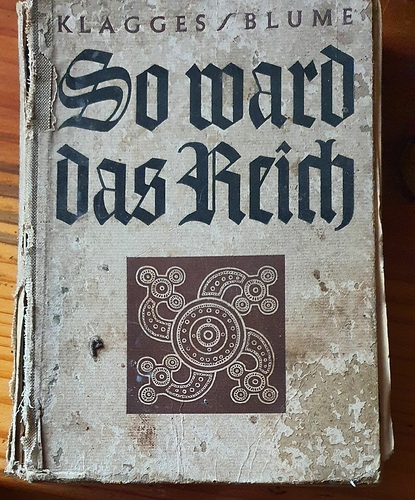 KLAGGES/BLUME
So ward
das Reich